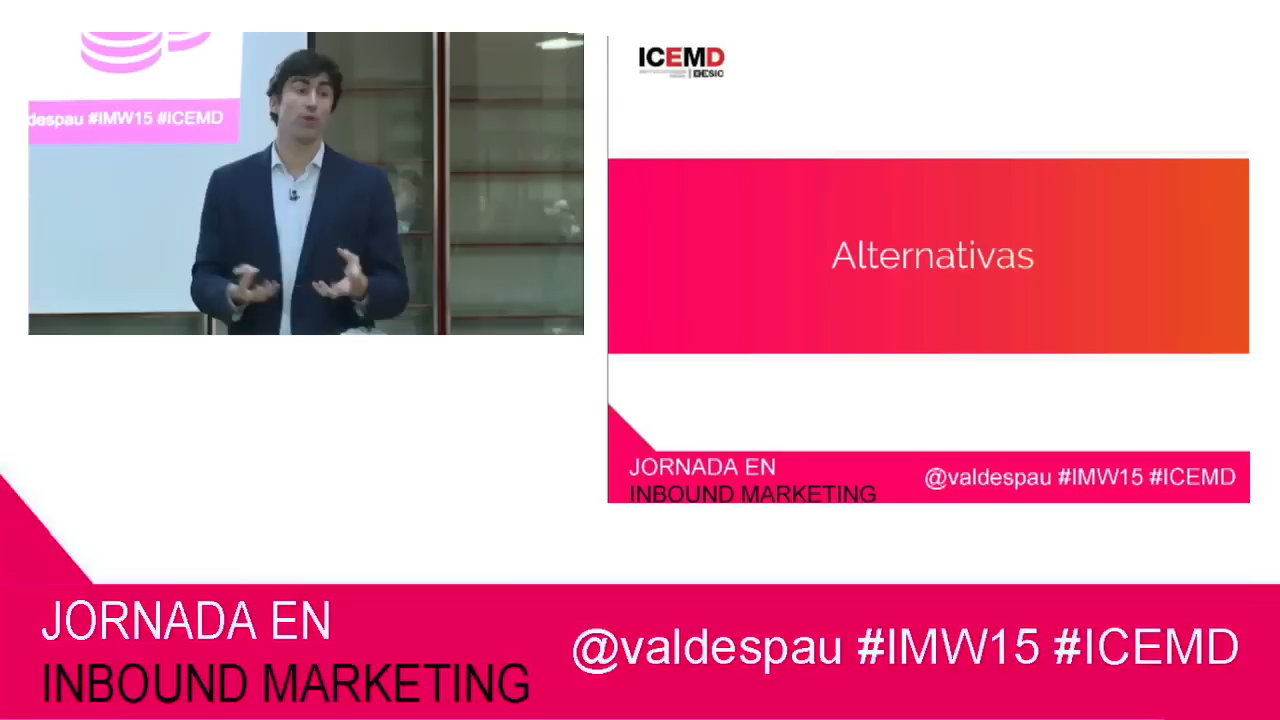 despau #IMW15 #ICEMD
ICEMD
ESIC
Alternativas
JORNADA EN
INBOUND MARKETING
@valdespau #IMW15 #ICEMD
JORNADA EN
INBOUND MARKETING
@valdespau #IMW15 #ICEMD